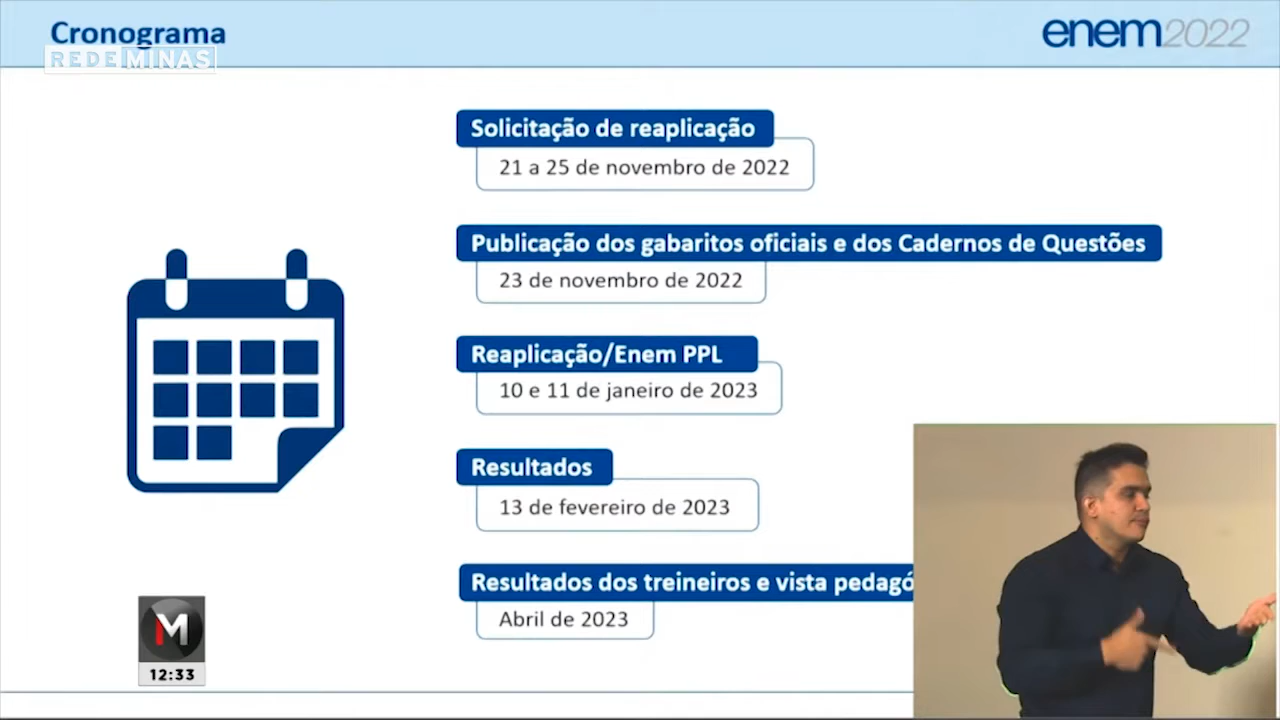 Cronograma
REDE MINAS
enem2022
Solicitação de reaplicação
21 a 25 de novembro de 2022
Publicação dos gabaritos oficiais e dos Cadernos de Questões
23 de novembro de 2022
Reaplicação/Enem PPL
10 e 11 de janeiro de 2023
Resultados
13 de fevereiro de 2023
Resultados dos treineiros e vista pedagó
Abril de 2023
M
12:33